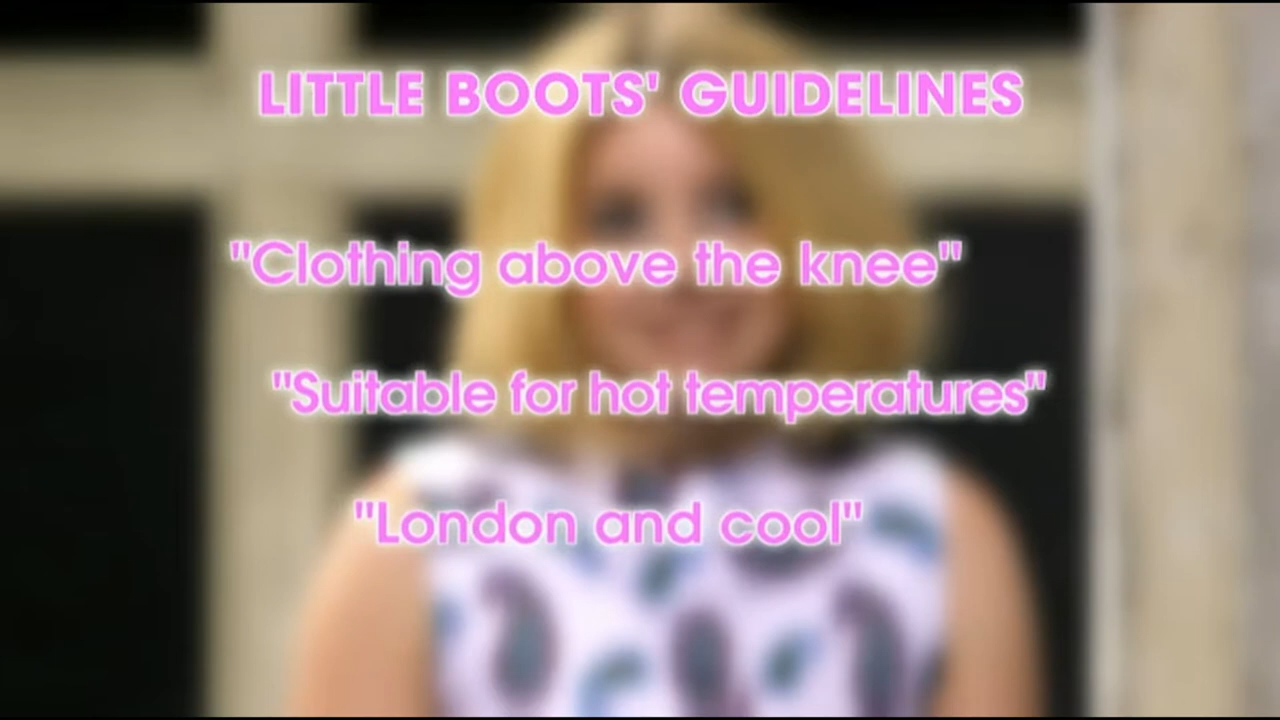 LITTLE BOOTS' GUIDELINES
"Clothing above the knee"
"Suitable for hot temperatures"
"London and cool"